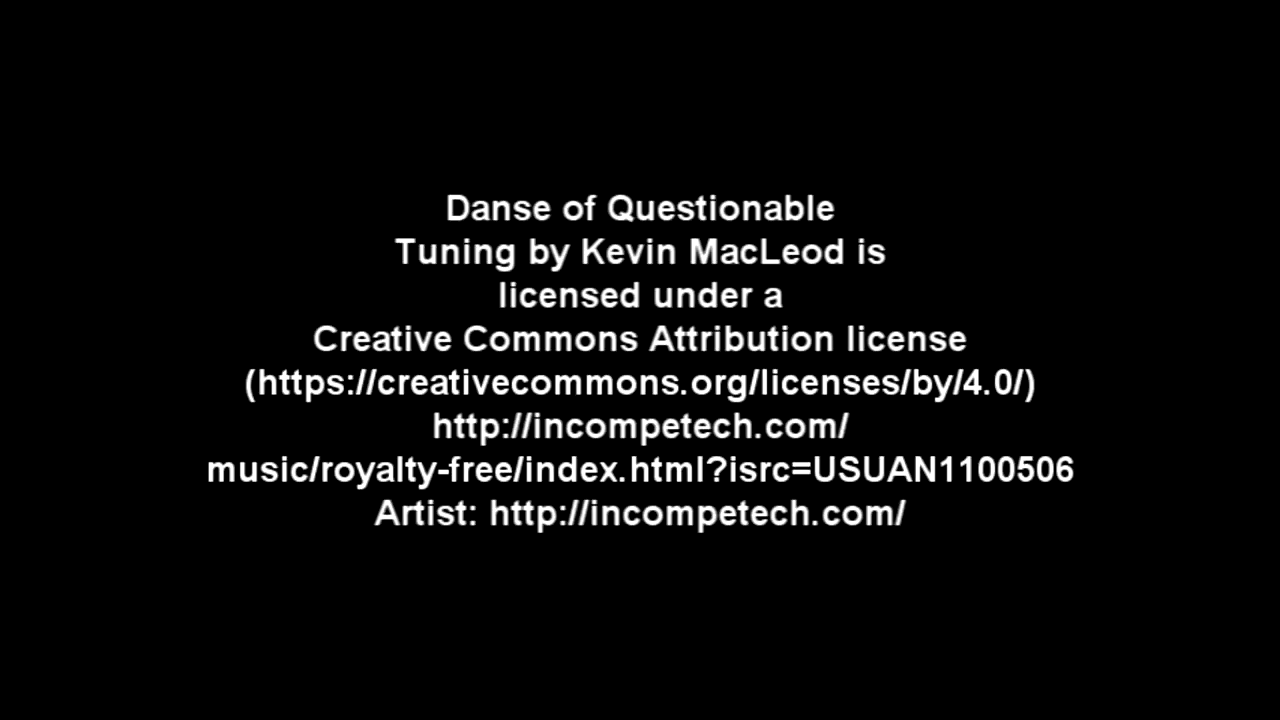 Danse of Questionable
Tuning by Kevin MacLeod is
licensed under a
Creative Commons Attribution license
(https://creativecommons.org/licenses/by/4.0/)
http://incompetech.com/
music/royalty-free/index.html?isrc=USUAN1100506
Artist: http://incompetech.com/